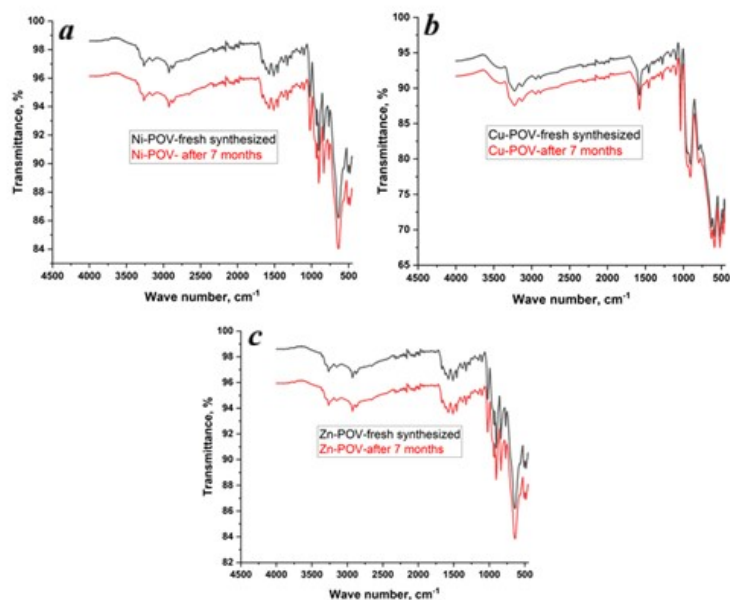 a
100
98
96
94
92
90
88
86
84
Transmittance, %
Ni-POV-fresh synthesized
Ni-POV- after 7 months
4500 4000 3500 3000 2500 2000 1500 1000 500
Wave number, cm-1
b
100
95
90
85
80
75
70
65
Transmittance, %
Cu-POV-fresh synthesized
Cu-POV-after 7 months
4500 4000 3500 3000 2500 2000 1500 1000 500
Wave number, cm-1
c
100
98
96
94
92
90
88
86
84
82
Transmittance, %
Zn-POV-fresh synthesized
Zn-POV-after 7 months
4500 4000 3500 3000 2500 2000 1500 1000 500
Wave number, cm-1